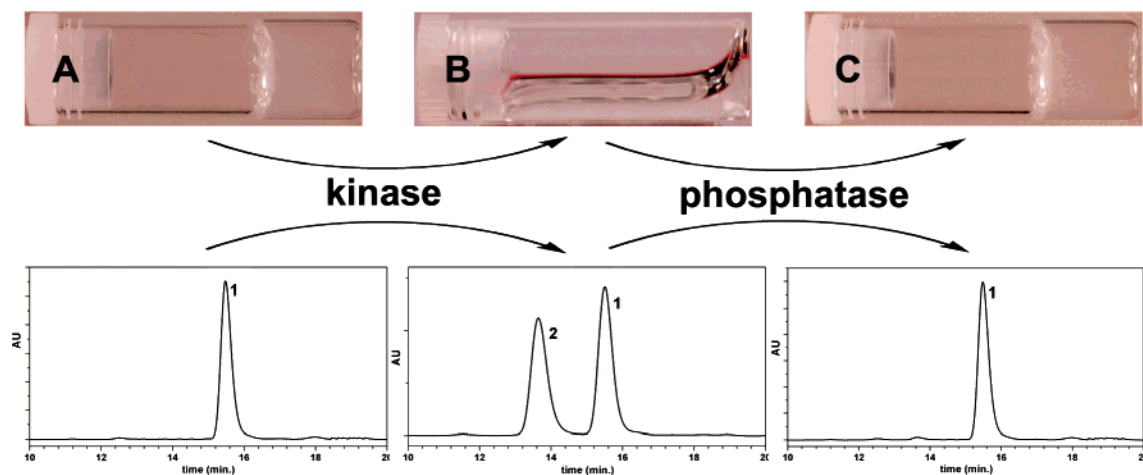 A B C
kinase phosphatase
1 2 1 1
AU AU AU
10 12 14 16 18 20 10 12 14 16 18 20 10 12 14 16 18 20
time (min.) time (min.) time (min.)